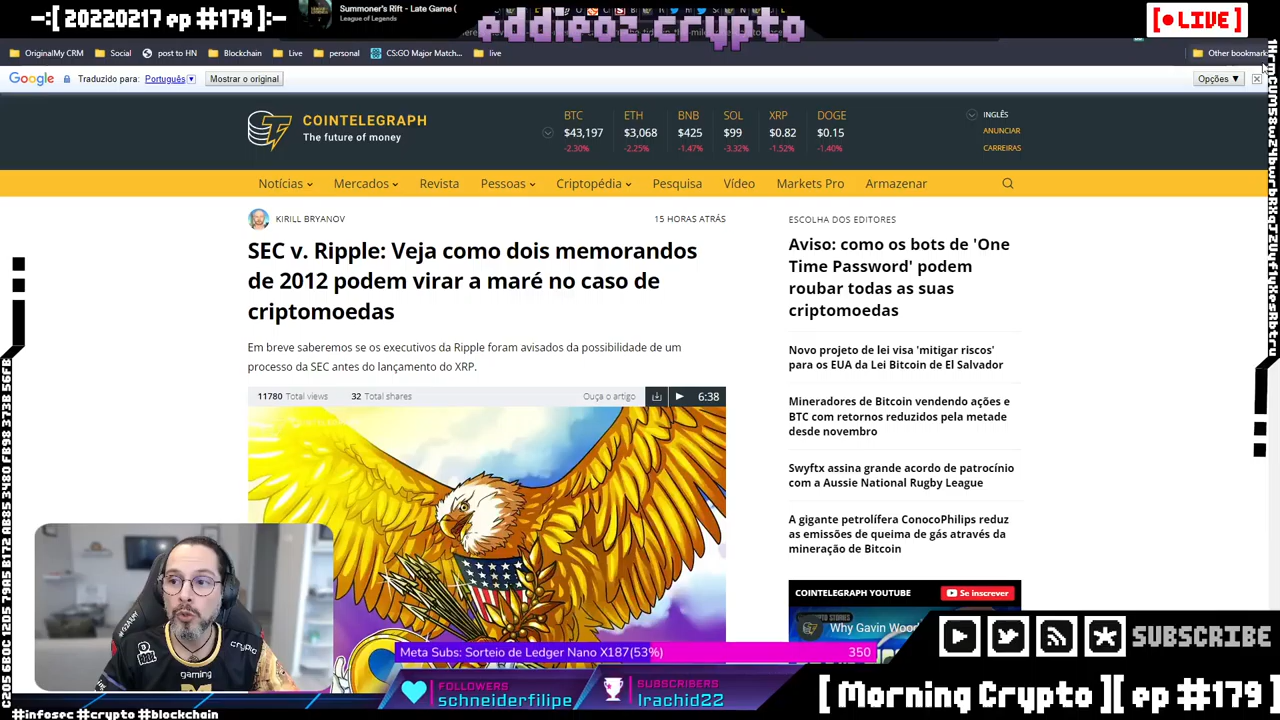 -:[ 20220217 ep #179 ]:-
Summoner's Rift - Late Game (
League of Legends
eddieoz.crypto
[● LIVE ]
OriginalMy CRM
Social
post to HN
Blockchain
Live
personal
CS:GO Major Match...
live
Other bookmark
Google
Traduzido para: Português▼
Mostrar o original
Opções ▼
COINTELEGRAPH
The future of money
BTC ETH BNB SOL XRP DOGE
$43,197 $3,068 $425 $99 $0.82 $0.15
-2.30% -2.25% -1.47% -3.32% -1.52% -1.40%
INGLÊS
ANUNCIAR
CARREIRAS
Notícias Mercados Revista Pessoas Criptopédia Pesquisa Vídeo Markets Pro Armazenar
KIRILL BRYANOV
15 HORAS ATRÁS
SEC v. Ripple: Veja como dois memorandos
de 2012 podem virar a maré no caso de
criptomoedas
Em breve saberemos se os executivos da Ripple foram avisados da possibilidade de um
processo da SEC antes do lançamento do XRP.
11780 Total views
32 Total shares
Ouça o artigo
6:38
ESCOLHA DOS EDITORES
Aviso: como os bots de 'One
Time Password' podem
roubar todas as suas
criptomoedas
Novo projeto de lei visa 'mitigar riscos'
para os EUA da Lei Bitcoin de El Salvador
Mineradores de Bitcoin vendendo ações e
BTC com retornos reduzidos pela metade
desde novembro
Swyftx assina grande acordo de patrocínio
com a Aussie National Rugby League
A gigante petrolífera ConocoPhilips reduz
as emissões de queima de gás através da
mineração de Bitcoin
COINTELEGRAPH YOUTUBE
Se inscrever
Why Gavin Wood
crypto
gaming
Meta Subs: Sorteio de Ledger Nano X
187(53%)
350
FOLLOWERS
schneiderfilipe
SUBSCRIBERS
lrachid22
SUBSCRIBE
[ Morning Crypto ][ ep #179 ]
#infosec #crypto #blockchain